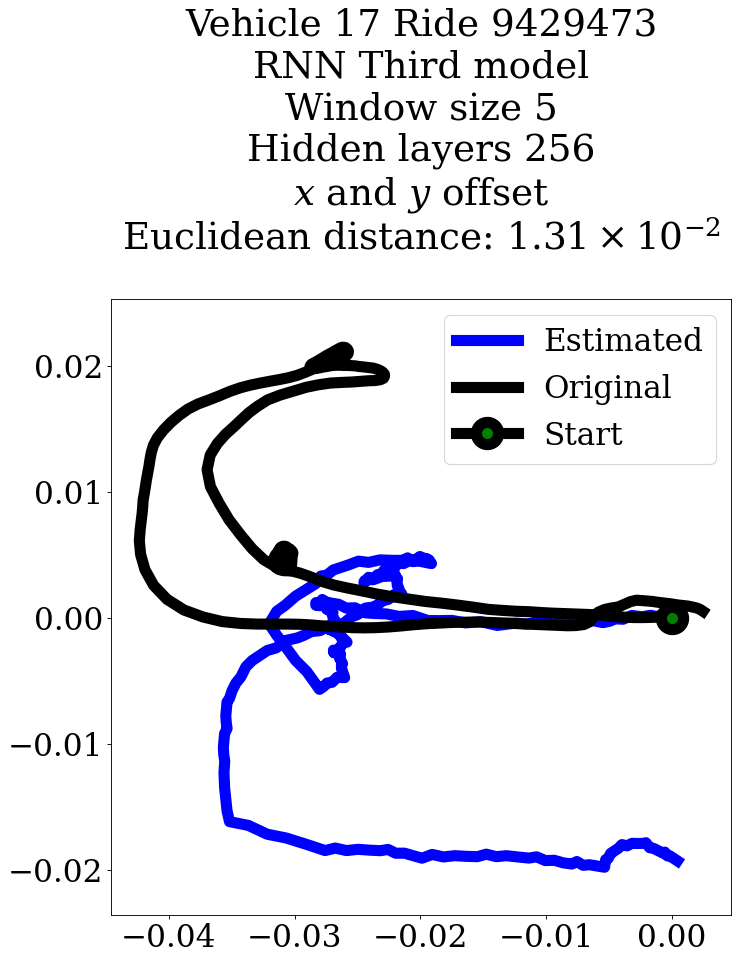 Vehicle 17 Ride 9429473
RNN Third model
Window size 5
Hidden layers 256
x and y offset
Euclidean distance: 1.31 × 10⁻²
Estimated
Original
Start
0.02
0.01
0.00
−0.01
−0.02
−0.04 −0.03 −0.02 −0.01 0.00